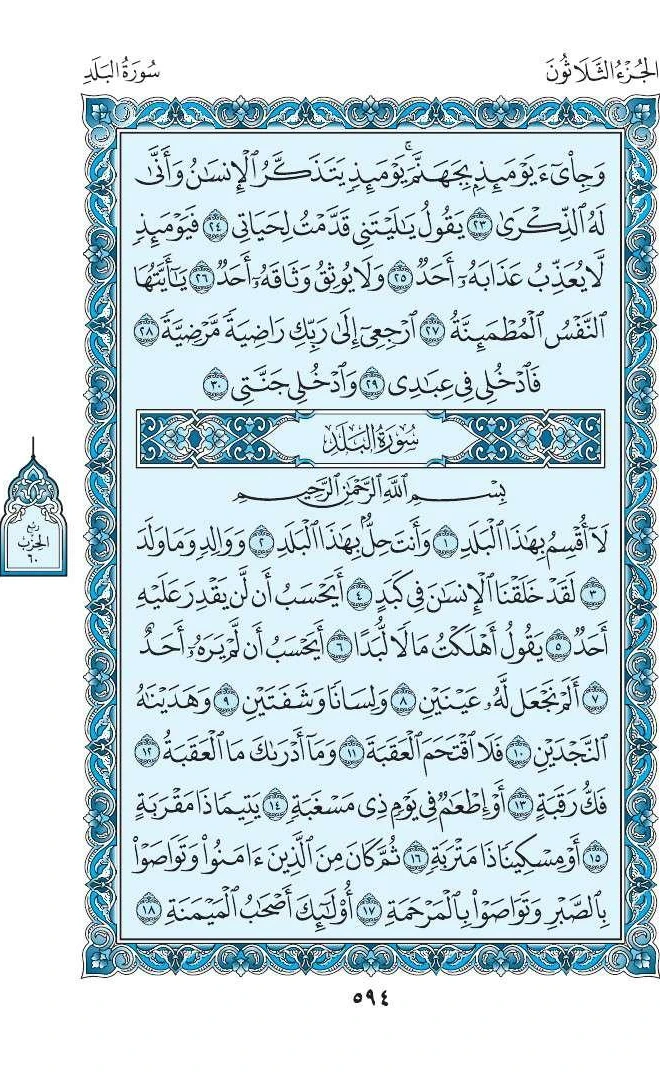 الجُزْءُ الثَّلَاثُونَ
سُورَةُ البَلَدِ
وَجِاْىٓءَ يَوْمَئِذِۭ بِجَهَنَّمَۚ يَوْمَئِذٖ يَتَذَكَّرُ ٱلْإِنسَٰنُ وَأَنَّىٰ
لَهُ ٱلذِّكْرَىٰ ٢٣ يَقُولُ يَٰلَيْتَنِى قَدَّمْتُ لِحَيَاتِى ٢٤ فَيَوْمَئِذٖ
لَّا يُعَذِّبُ عَذَابَهُۥٓ أَحَدٞ ٢٥ وَلَا يُوثِقُ وَثَاقَهُۥٓ أَحَدٞ ٢٦ يَٰٓأَيَّتُهَا
ٱلنَّفْسُ ٱلْمُطْمَئِنَّةُ ٢٧ ٱرْجِعِىٓ إِلَىٰ رَبِّكِ رَاضِيَةٗ مَّرْضِيَّةٗ ٢٨
فَٱدْخُلِى فِى عِبَٰدِى ٢٩ وَٱدْخُلِى جَنَّتِى ٣٠
سُورَةُ البَلَدِ
بِسْمِ ٱللَّهِ ٱلرَّحْمَٰنِ ٱلرَّحِيمِ
لَآ أُقْسِمُ بِهَٰذَا ٱلْبَلَدِ ١ وَأَنتَ حِلُّۢ بِهَٰذَا ٱلْبَلَدِ ٢ وَوَالِدٖ وَمَا وَلَدَ
٣ لَقَدْ خَلَقْنَا ٱلْإِنسَٰنَ فِى كَبَدٍ ٤ أَيَحْسَبُ أَن لَّن يَقْدِرَ عَلَيْهِ
أَحَدٞ ٥ يَقُولُ أَهْلَكْتُ مَالٗا لُّبَدًا ٦ أَيَحْسَبُ أَن لَّمْ يَرَهُۥٓ أَحَدٌ
٧ أَلَمْ نَجْعَل لَّهُۥ عَيْنَيْنِ ٨ وَلِسَانٗا وَشَفَتَيْنِ ٩ وَهَدَيْنَٰهُ
ٱلنَّجْدَيْنِ ١٠ فَلَا ٱقْتَحَمَ ٱلْعَقَبَةَ ١١ وَمَآ أَدْرَىٰكَ مَا ٱلْعَقَبَةُ ١٢
فَكُّ رَقَبَةٍ ١٣ أَوْ إِطْعَٰمٞ فِى يَوْمٖ ذِى مَسْغَبَةٖ ١٤ يَتِيمٗا ذَا مَقْرَبَةٍ
١٥ أَوْ مِسْكِينٗا ذَا مَتْرَبَةٖ ١٦ ثُمَّ كَانَ مِنَ ٱلَّذِينَ ءَامَنُوا۟ وَتَوَاصَوْا۟
بِٱلصَّبْرِ وَتَوَاصَوْا۟ بِٱلْمَرْحَمَةِ ١٧ أُو۟لَٰٓئِكَ أَصْحَٰبُ ٱلْمَيْمَنَةِ ١٨
ربع
الحزب
٦٠
٥٩٤